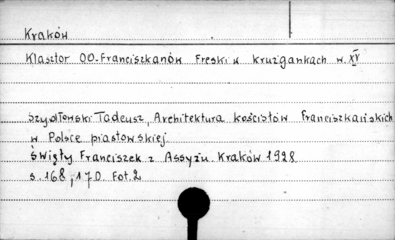 Kraków
Klasztor OO. Franciszkanów Freski w krużgankach w. XV
Szydłowski Tadeusz, Architektura kościołów franciszkańskich
w Polsce piastowskiej
Święty Franciszek z Assyżu. Kraków 1928
s. 168, 170. Fot. 2